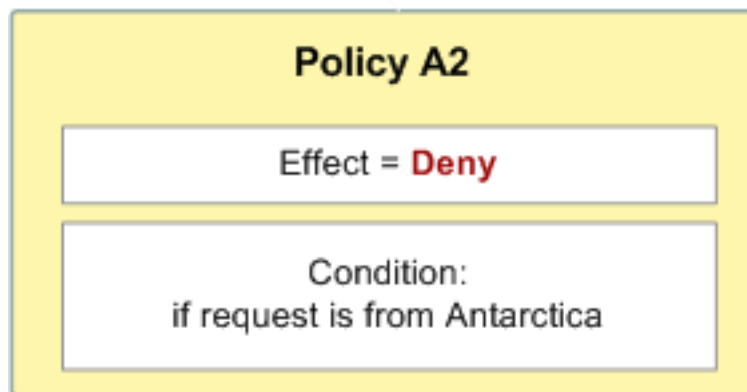 Policy A2
Effect = Deny
Condition:
if request is from Antarctica